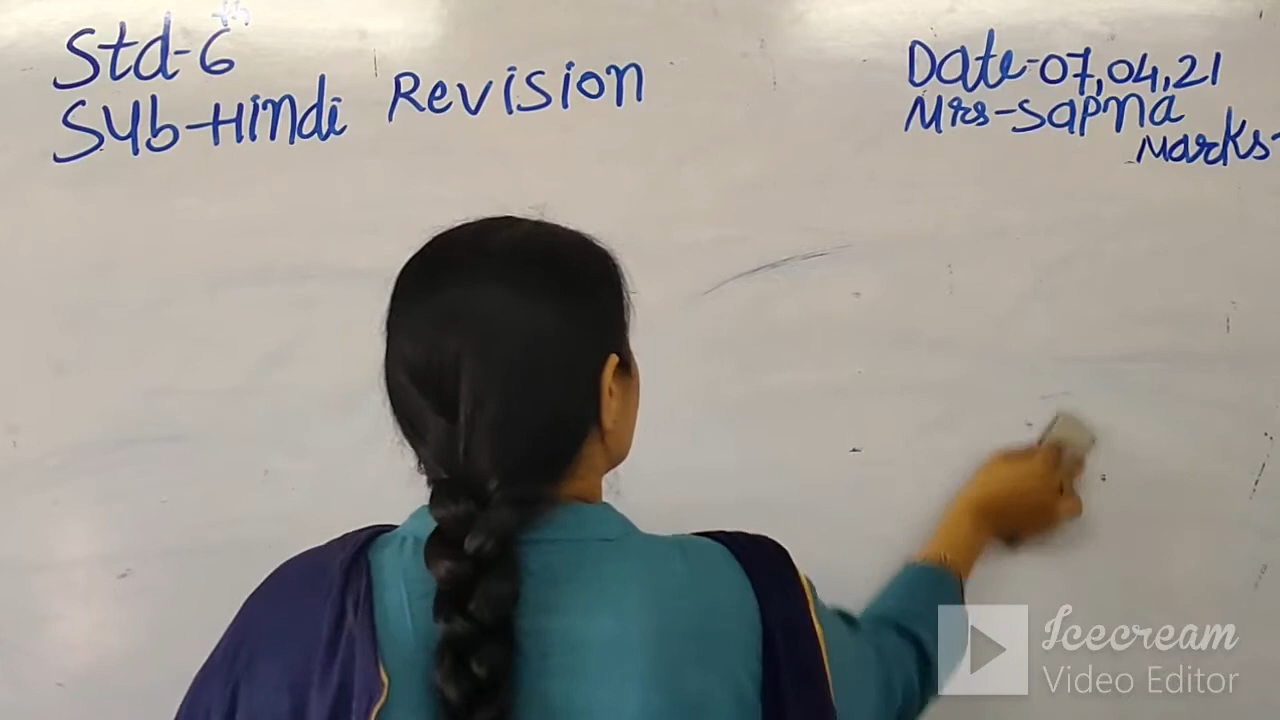 Std-6th
Sub-Hindi Revision
Date-07,04,21
Mrs-Sapna
Marks-
Icecream
Video Editor